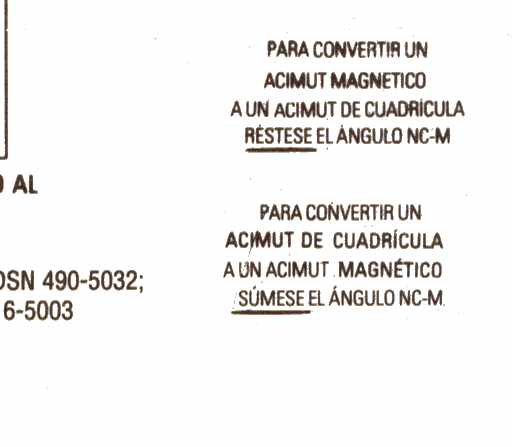 PARA CONVERTIR UN
ACIMUT MAGNETICO
A UN ACIMUT DE CUADRÍCULA
RÉSTESE EL ÁNGULO NC-M
AL
PARA CONVERTIR UN
ACIMUT DE CUADRÍCULA
A UN ACIMUT MAGNÉTICO
SÚMESE EL ÁNGULO NC-M
DSN 490-5032;
6-5003